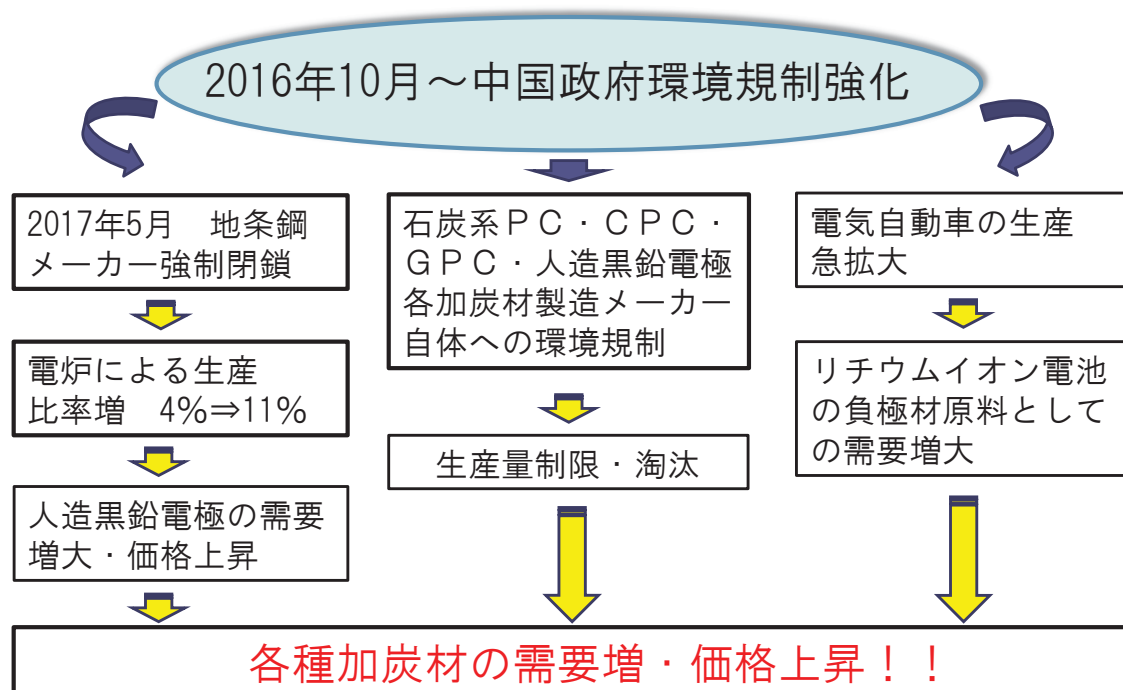 2016年10月～中国政府環境規制強化
2017年5月　地条鋼
メーカー強制閉鎖
電炉による生産
比率増　4%⇒11%
人造黒鉛電極の需要
増大・価格上昇
石炭系ＰＣ・ＣＰＣ・
ＧＰＣ・人造黒鉛電極
各加炭材製造メーカー
自体への環境規制
生産量制限・淘汰
電気自動車の生産
急拡大
リチウムイオン電池
の負極材原料として
の需要増大
各種加炭材の需要増・価格上昇！！